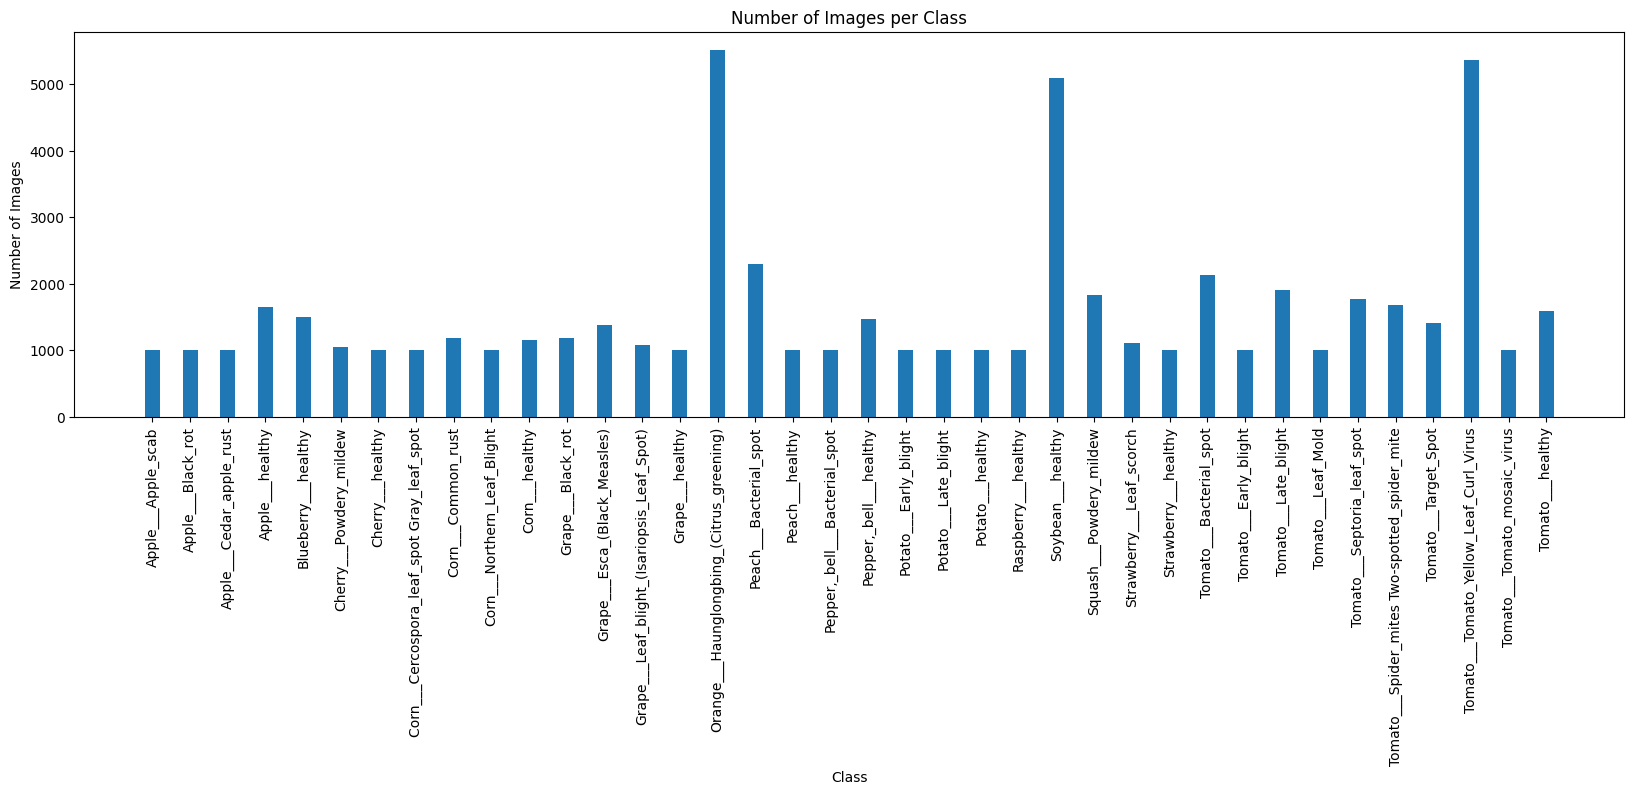 Number of Images per Class
Number of Images
5000
4000
3000
2000
1000
0
Apple___Apple_scab
Apple___Black_rot
Apple___Cedar_apple_rust
Apple___healthy
Blueberry___healthy
Cherry___Powdery_mildew
Cherry___healthy
Corn___Cercospora_leaf_spot Gray_leaf_spot
Corn___Common_rust
Corn___Northern_Leaf_Blight
Corn___healthy
Grape___Black_rot
Grape___Esca_(Black_Measles)
Grape___Leaf_blight_(Isariopsis_Leaf_Spot)
Grape___healthy
Orange___Haunglongbing_(Citrus_greening)
Peach___Bacterial_spot
Peach___healthy
Pepper,_bell___Bacterial_spot
Pepper,_bell___healthy
Potato___Early_blight
Potato___Late_blight
Potato___healthy
Raspberry___healthy
Soybean___healthy
Squash___Powdery_mildew
Strawberry___Leaf_scorch
Strawberry___healthy
Tomato___Bacterial_spot
Tomato___Early_blight
Tomato___Late_blight
Tomato___Leaf_Mold
Tomato___Septoria_leaf_spot
Tomato___Spider_mites Two-spotted_spider_mite
Tomato___Target_Spot
Tomato___Tomato_Yellow_Leaf_Curl_Virus
Tomato___Tomato_mosaic_virus
Tomato___healthy
Class